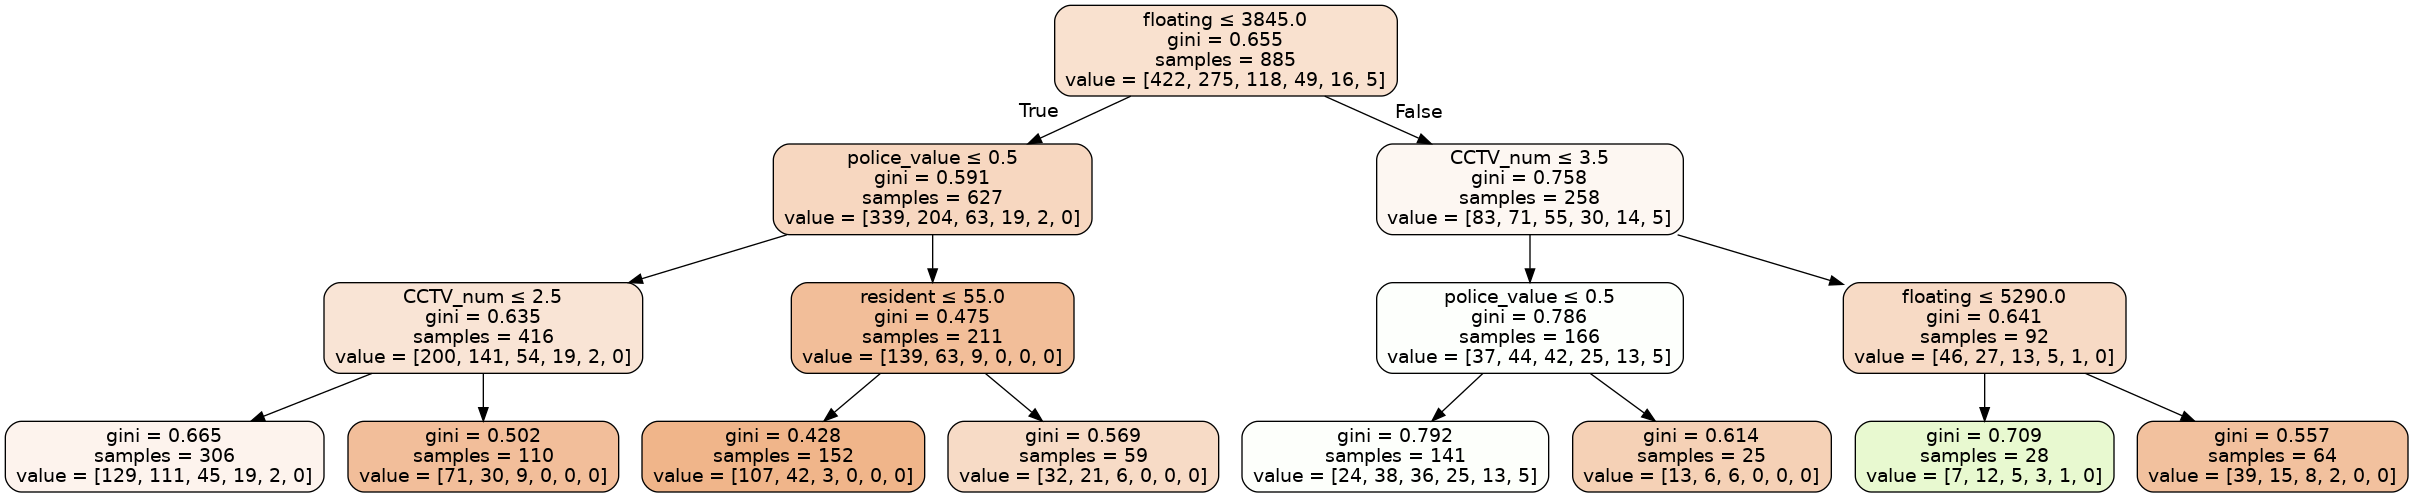 floating ≤ 3845.0
gini = 0.655
samples = 885
value = [422, 275, 118, 49, 16, 5]
True
False
police_value ≤ 0.5
gini = 0.591
samples = 627
value = [339, 204, 63, 19, 2, 0]
CCTV_num ≤ 3.5
gini = 0.758
samples = 258
value = [83, 71, 55, 30, 14, 5]
CCTV_num ≤ 2.5
gini = 0.635
samples = 416
value = [200, 141, 54, 19, 2, 0]
resident ≤ 55.0
gini = 0.475
samples = 211
value = [139, 63, 9, 0, 0, 0]
police_value ≤ 0.5
gini = 0.786
samples = 166
value = [37, 44, 42, 25, 13, 5]
floating ≤ 5290.0
gini = 0.641
samples = 92
value = [46, 27, 13, 5, 1, 0]
gini = 0.665
samples = 306
value = [129, 111, 45, 19, 2, 0]
gini = 0.502
samples = 110
value = [71, 30, 9, 0, 0, 0]
gini = 0.428
samples = 152
value = [107, 42, 3, 0, 0, 0]
gini = 0.569
samples = 59
value = [32, 21, 6, 0, 0, 0]
gini = 0.792
samples = 141
value = [24, 38, 36, 25, 13, 5]
gini = 0.614
samples = 25
value = [13, 6, 6, 0, 0, 0]
gini = 0.709
samples = 28
value = [7, 12, 5, 3, 1, 0]
gini = 0.557
samples = 64
value = [39, 15, 8, 2, 0, 0]